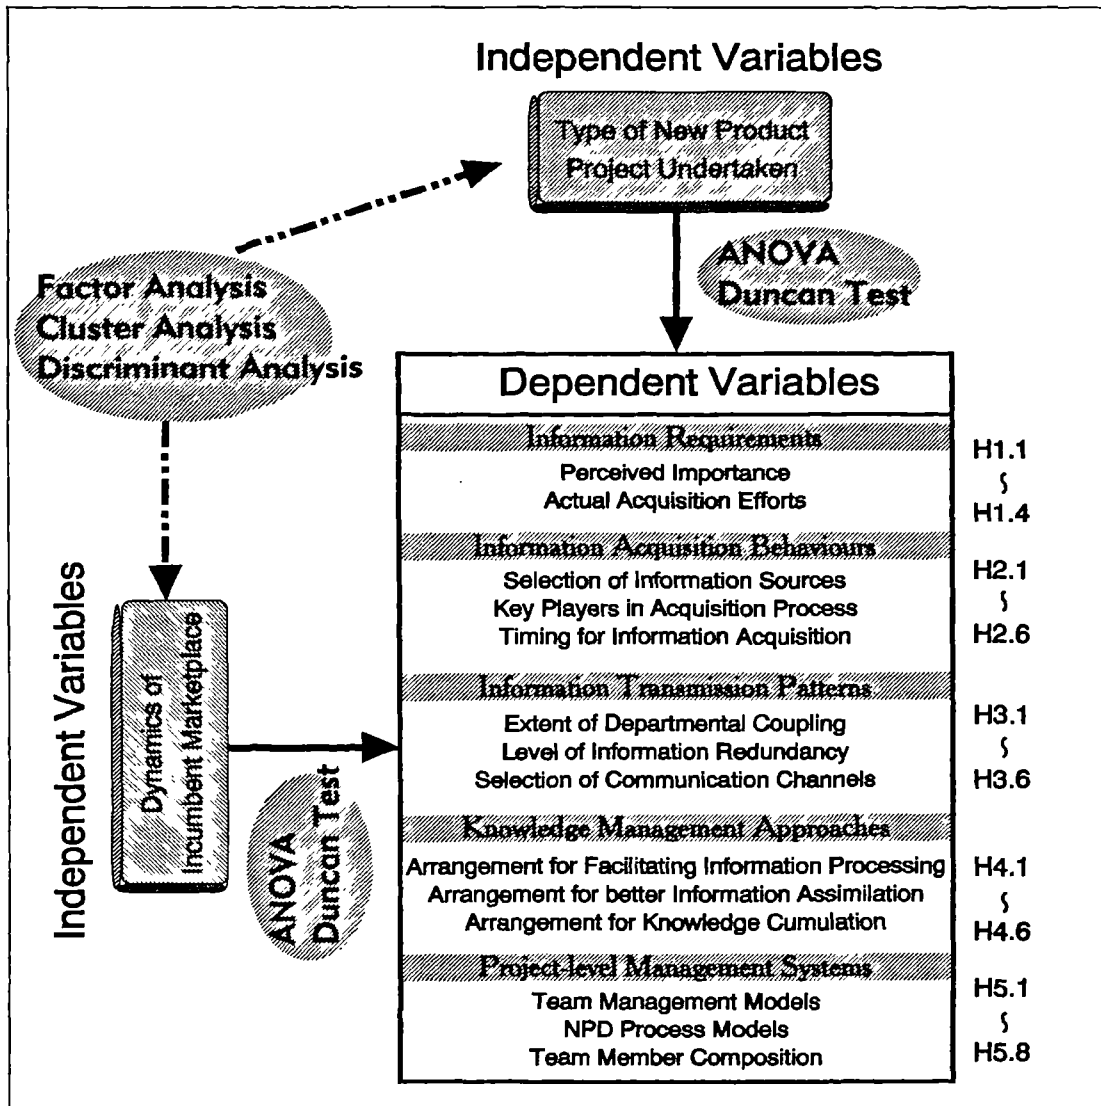 Independent Variables
Type of New Product
Project Undertaken
ANOVA
Duncan Test
Factor Analysis
Cluster Analysis
Discriminant Analysis
Independent Variables
Dynamics of
Incumbent Marketplace
ANOVA
Duncan Test
Dependent Variables
Information Requirements
Perceived Importance
Actual Acquisition Efforts
H1.1
~
H1.4
Information Acquisition Behaviours
Selection of Information Sources
Key Players in Acquisition Process
Timing for Information Acquisition
H2.1
~
H2.6
Information Transmission Patterns
Extent of Departmental Coupling
Level of Information Redundancy
Selection of Communication Channels
H3.1
~
H3.6
Knowledge Management Approaches
Arrangement for Facilitating Information Processing
Arrangement for better Information Assimilation
Arrangement for Knowledge Cumulation
H4.1
~
H4.6
Project-level Management Systems
Team Management Models
NPD Process Models
Team Member Composition
H5.1
~
H5.8